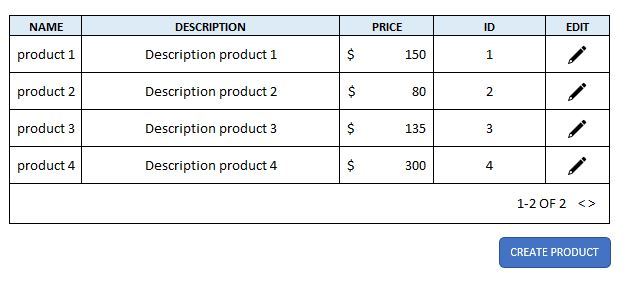 NAME DESCRIPTION PRICE ID EDIT
product 1 Description product 1 $ 150 1
product 2 Description product 2 $ 80 2
product 3 Description product 3 $ 135 3
product 4 Description product 4 $ 300 4
1-2 OF 2 <>
CREATE PRODUCT